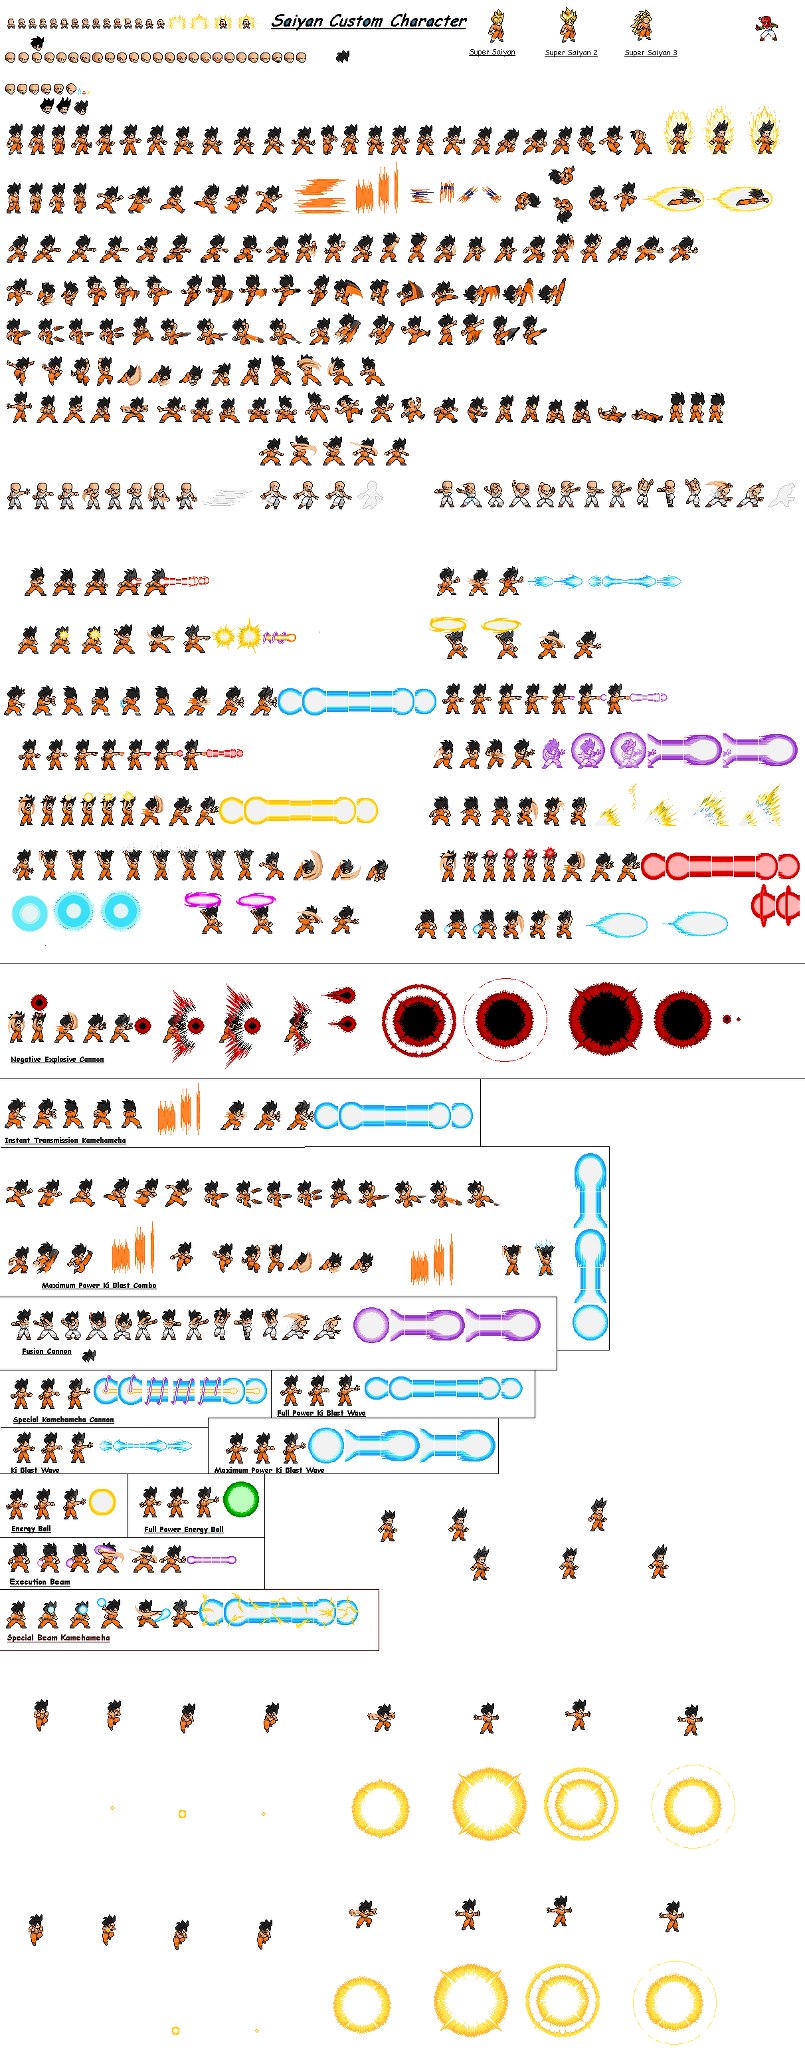 Saiyan Custom Character
Super Saiyan
Super Saiyan 2
Super Saiyan 3
Negative Explosive Cannon
Instant Transmission Kamehameha
Maximum Power Ki Blast Combo
Fusion Cannon
Special Kamehameha Cannon
Full Power Ki Blast Wave
Ki Blast Wave
Maximum Power Ki Blast Wave
Energy Ball
Full Power Energy Ball
Execution Beam
Special Beam Kamehameha